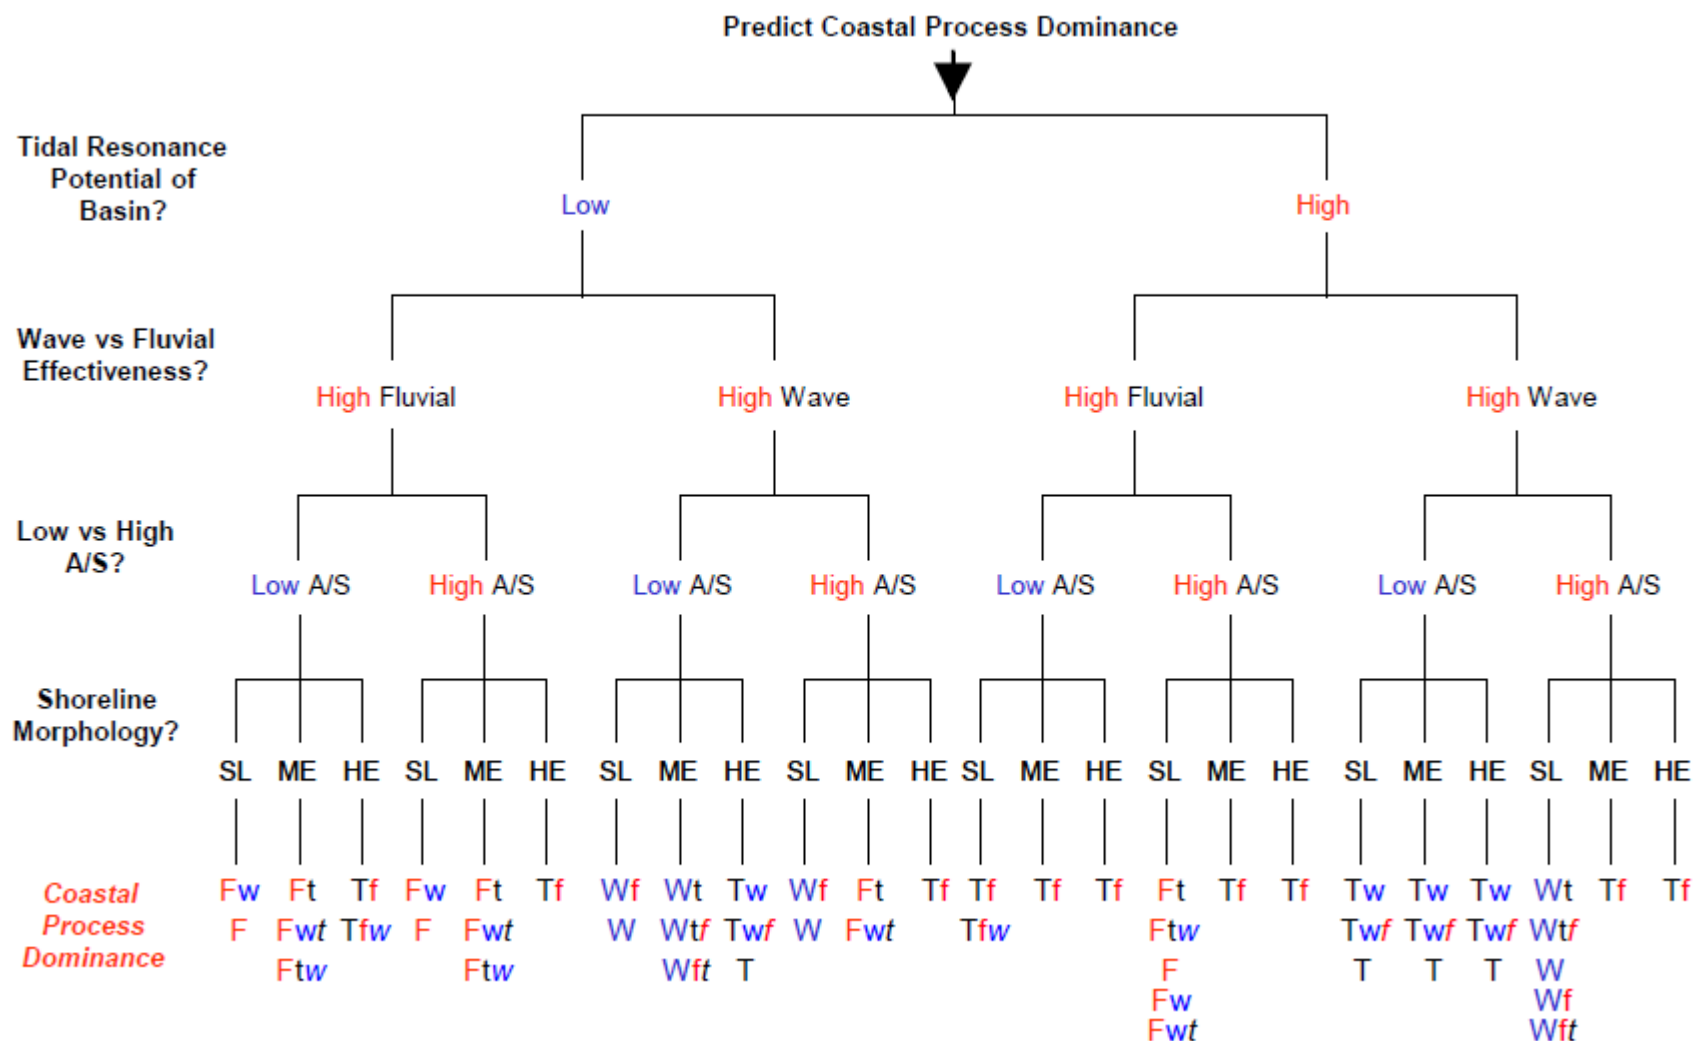 Predict Coastal Process Dominance
Tidal Resonance
Potential of
Basin?
Low High
Wave vs Fluvial
Effectiveness?
High Fluvial High Wave High Fluvial High Wave
Low vs High
A/S?
Low A/S High A/S Low A/S High A/S Low A/S High A/S Low A/S High A/S
Shoreline
Morphology?
SL ME HE SL ME HE SL ME HE SL ME HE SL ME HE SL ME HE SL ME HE SL ME HE
Coastal
Process
Dominance
Fw Ft Tf Fw Ft Tf Wf Wt Tw Wf Ft Tf Tf Tf Tf Ft Tf Tf Tw Tw Tw Wt Tf Tf
F Fwt Tfw F Fwt W Wtf Twf W Fwt Tfw Ftw Twf Twf Twf Wtf
Ftw Ftw Wft T F T T T W
Fw Wf
Fwt Wft